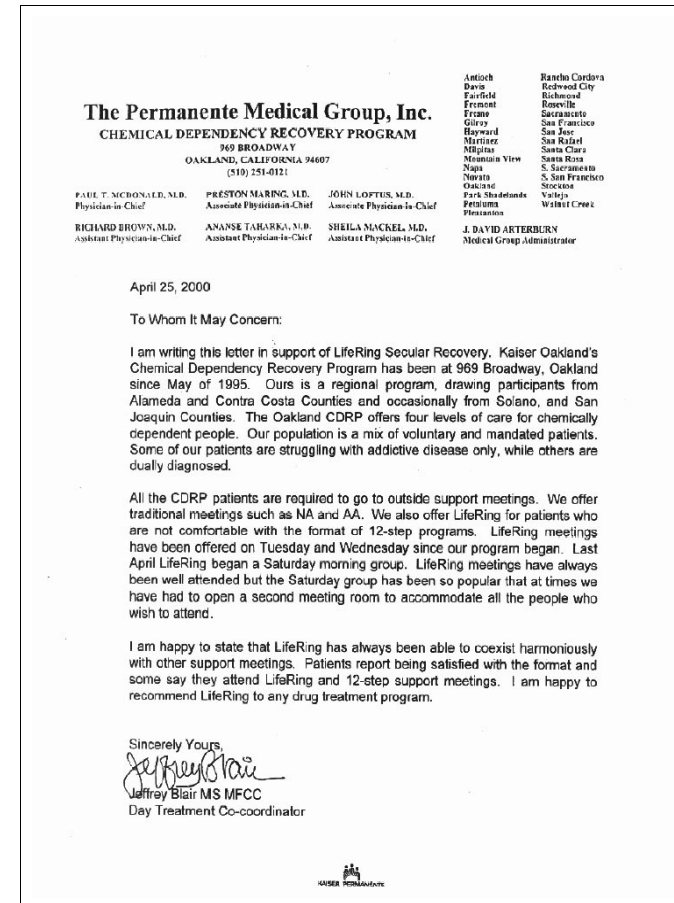 The Permanente Medical Group, Inc.
CHEMICAL DEPENDENCY RECOVERY PROGRAM
969 BROADWAY
OAKLAND, CALIFORNIA 94607
(510) 251-0121
PAUL T. MCDONALD, M.D.
Physician-in-Chief
PRESTON MARING, M.D.
Associate Physician-in-Chief
JOHN LOFTUS, M.D.
Associate Physician-in-Chief
RICHARD BROWN, M.D.
Assistant Physician-in-Chief
ANANSE TAHARKA, M.D.
Assistant Physician-in-Chief
SHEILA MACKEL, M.D.
Assistant Physician-in-Chief
Antioch
Davis
Fairfield
Fremont
Fresno
Gilroy
Hayward
Martinez
Milpitas
Mountain View
Napa
Novato
Oakland
Park Shadelands
Petaluma
Pleasanton
Rancho Cordova
Redwood City
Richmond
Roseville
Sacramento
San Francisco
San Jose
San Rafael
Santa Clara
Santa Rosa
S. Sacramento
S. San Francisco
Stockton
Vallejo
Walnut Creek
J. DAVID ARTERBURN
Medical Group Administrator
April 25, 2000
To Whom It May Concern:
I am writing this letter in support of LifeRing Secular Recovery. Kaiser Oakland's
Chemical Dependency Recovery Program has been at 969 Broadway, Oakland
since May of 1995. Ours is a regional program, drawing participants from
Alameda and Contra Costa Counties and occasionally from Solano, and San
Joaquin Counties. The Oakland CDRP offers four levels of care for chemically
dependent people. Our population is a mix of voluntary and mandated patients.
Some of our patients are struggling with addictive disease only, while others are
dually diagnosed.
All the CDRP patients are required to go to outside support meetings. We offer
traditional meetings such as NA and AA. We also offer LifeRing for patients who
are not comfortable with the format of 12-step programs. LifeRing meetings
have been offered on Tuesday and Wednesday since our program began. Last
April LifeRing began a Saturday morning group. LifeRing meetings have always
been well attended but the Saturday group has been so popular that at times we
have had to open a second meeting room to accommodate all the people who
wish to attend.
I am happy to state that LifeRing has always been able to coexist harmoniously
with other support meetings. Patients report being satisfied with the format and
some say they attend LifeRing and 12-step support meetings. I am happy to
recommend LifeRing to any drug treatment program.
Sincerely Yours,
Jeffrey Blair
Jeffrey Blair MS MFCC
Day Treatment Co-coordinator
KAISER PERMANENTE